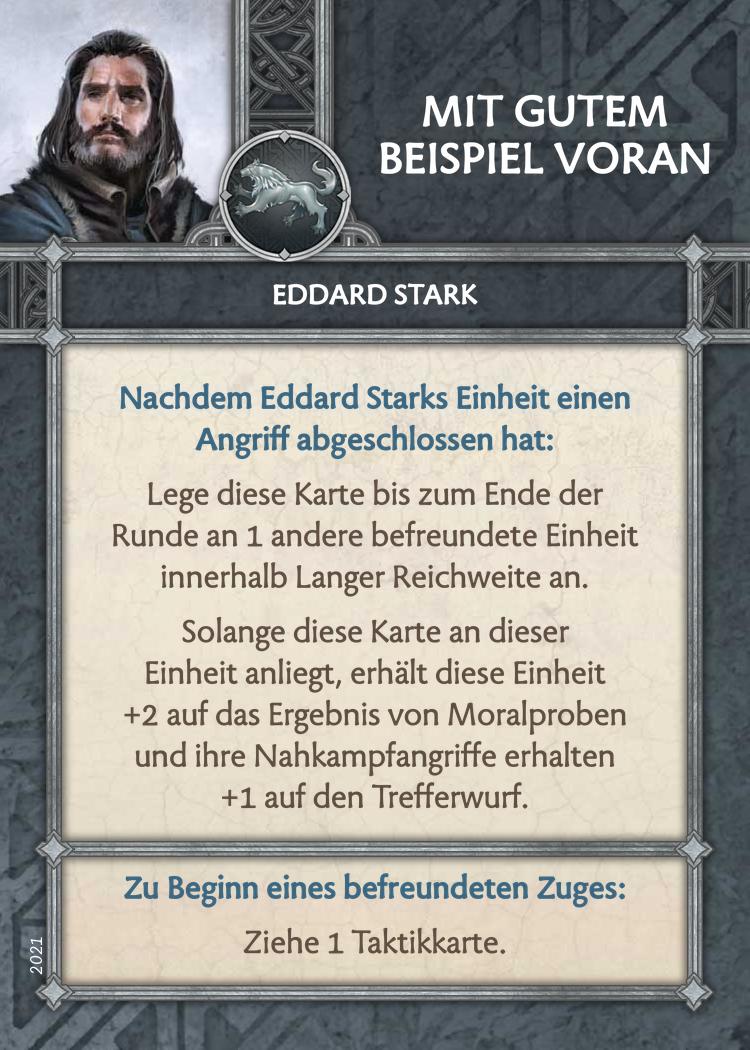 MIT GUTEM
BEISPIEL VORAN
EDDARD STARK
Nachdem Eddard Starks Einheit einen
Angriff abgeschlossen hat:
Lege diese Karte bis zum Ende der
Runde an 1 andere befreundete Einheit
innerhalb Langer Reichweite an.
Solange diese Karte an dieser
Einheit anliegt, erhält diese Einheit
+2 auf das Ergebnis von Moralproben
und ihre Nahkampfangriffe erhalten
+1 auf den Trefferwurf.
Zu Beginn eines befreundeten Zuges:
Ziehe 1 Taktikkarte.
2021